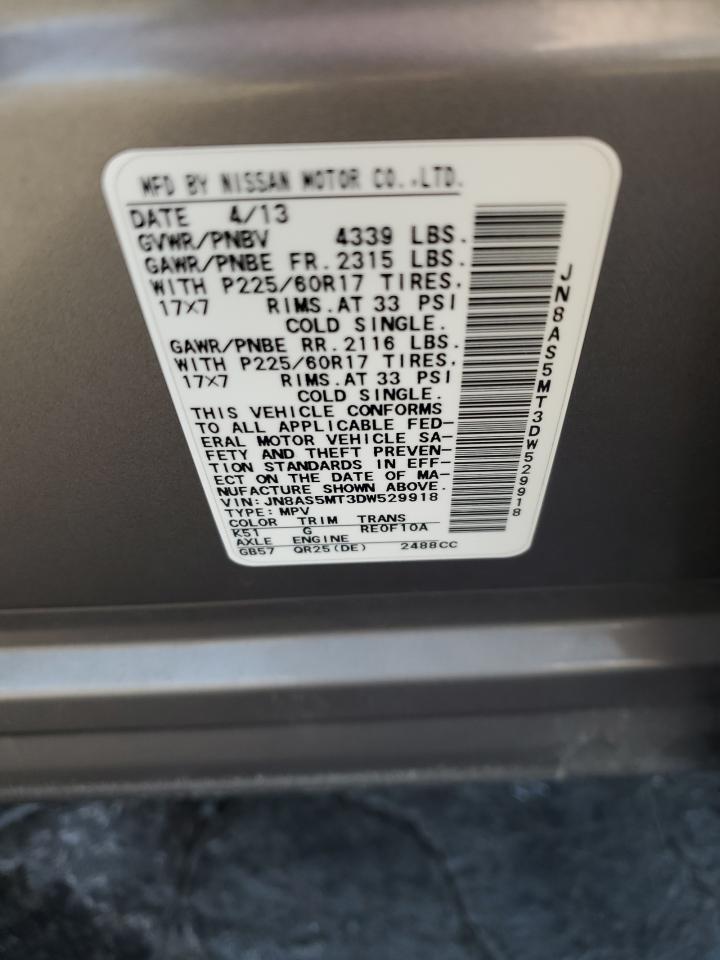 MFD BY NISSAN MOTOR CO.,LTD.
DATE 4/13
GVWR/PNBV 4339 LBS.
GAWR/PNBE FR.2315 LBS.
WITH P225/60R17 TIRES.
17×7 RIMS.AT 33 PSI
COLD SINGLE.
GAWR/PNBE RR.2116 LBS.
WITH P225/60R17 TIRES.
17×7 RIMS.AT 33 PSI
COLD SINGLE.
THIS VEHICLE CONFORMS
TO ALL APPLICABLE FED-
ERAL MOTOR VEHICLE SA-
FETY AND THEFT PREVEN-
TION STANDARDS IN EFF-
ECT ON THE DATE OF MA-
NUFACTURE SHOWN ABOVE.
VIN:JN8AS5MT3DW529918
TYPE:MPV
COLOR TRIM TRANS
K51 G RE0F10A
AXLE ENGINE
GB57 QR25(DE) 2488CC
JN8AS5MT3DW529918